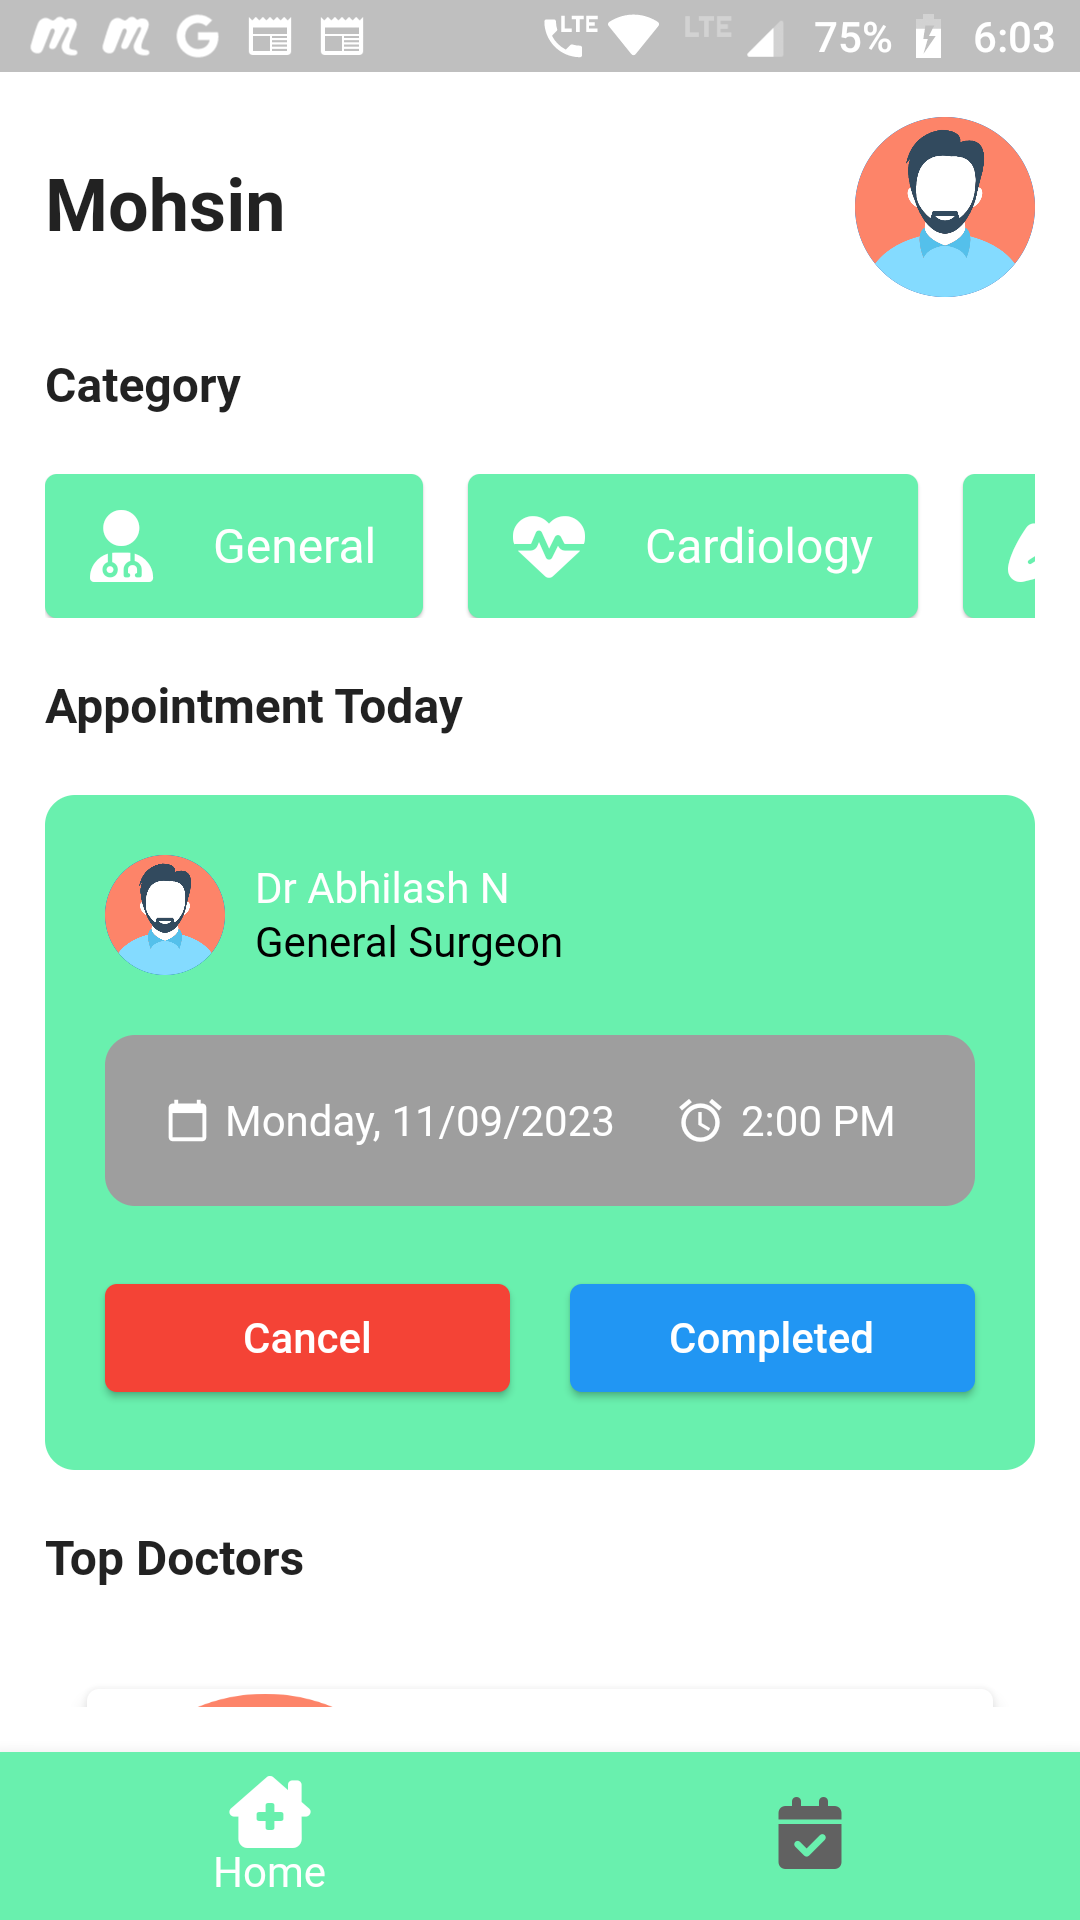 LTE LTE 75% 6:03
Mohsin
Category
General Cardiology
Appointment Today
Dr Abhilash N
General Surgeon
Monday, 11/09/2023 2:00 PM
Cancel Completed
Top Doctors
Home